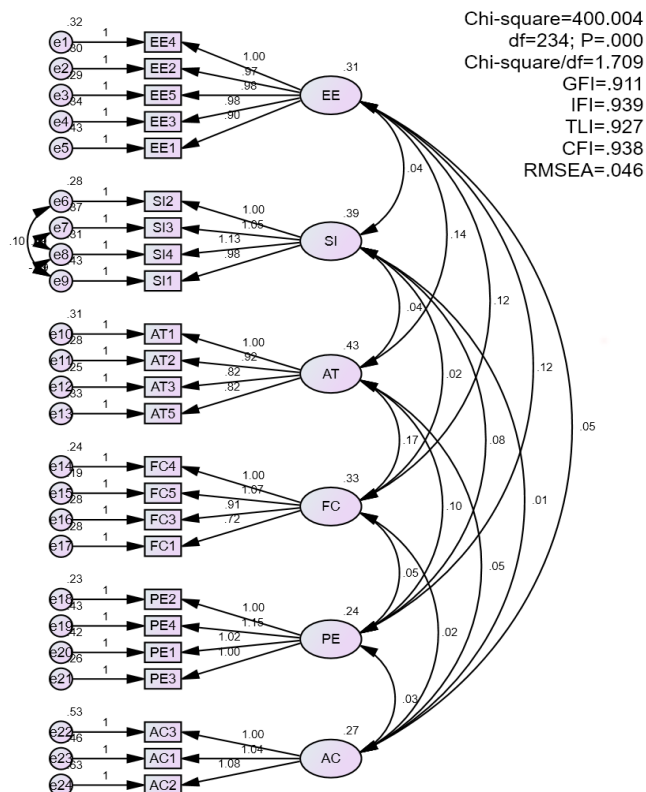 Chi-square=400.004
df=234; P=.000
Chi-square/df=1.709
GFI=.911
IFI=.939
TLI=.927
CFI=.938
RMSEA=.046
.32
e1 1 EE4 1.00 .31
.30
e2 1 EE2 .97
.29
e3 1 EE5 .98 EE
.34
e4 1 EE3 .98
.43
e5 1 EE1 .90
.04
.28
e6 1 SI2 1.00 .39
.37
e7 1 SI3 1.05
.14
.10
.31
e8 1 SI4 1.13 SI
.43
e9 1 SI1 .98
.12
.31
e10 1 AT1 1.00 .43
.04
.28
e11 1 AT2 .92
.25
e12 1 AT3 .82 AT
.02
.12
.33
e13 1 AT5 .82
.05
.17
.08
.24
e14 1 FC4 1.00 .33
.19
e15 1 FC5 1.07
.28
e16 1 FC3 .91 FC
.10
.01
.28
e17 1 FC1 .72
.05
.05
.23
e18 1 PE2 1.00 .24
.43
e19 1 PE4 1.15
.42
e20 1 PE1 1.02 PE
.02
.26
e21 1 PE3 1.00
.03
.53
e22 1 AC3 1.00 .27
.46
e23 1 AC1 1.04 AC
.53
e24 1 AC2 1.08